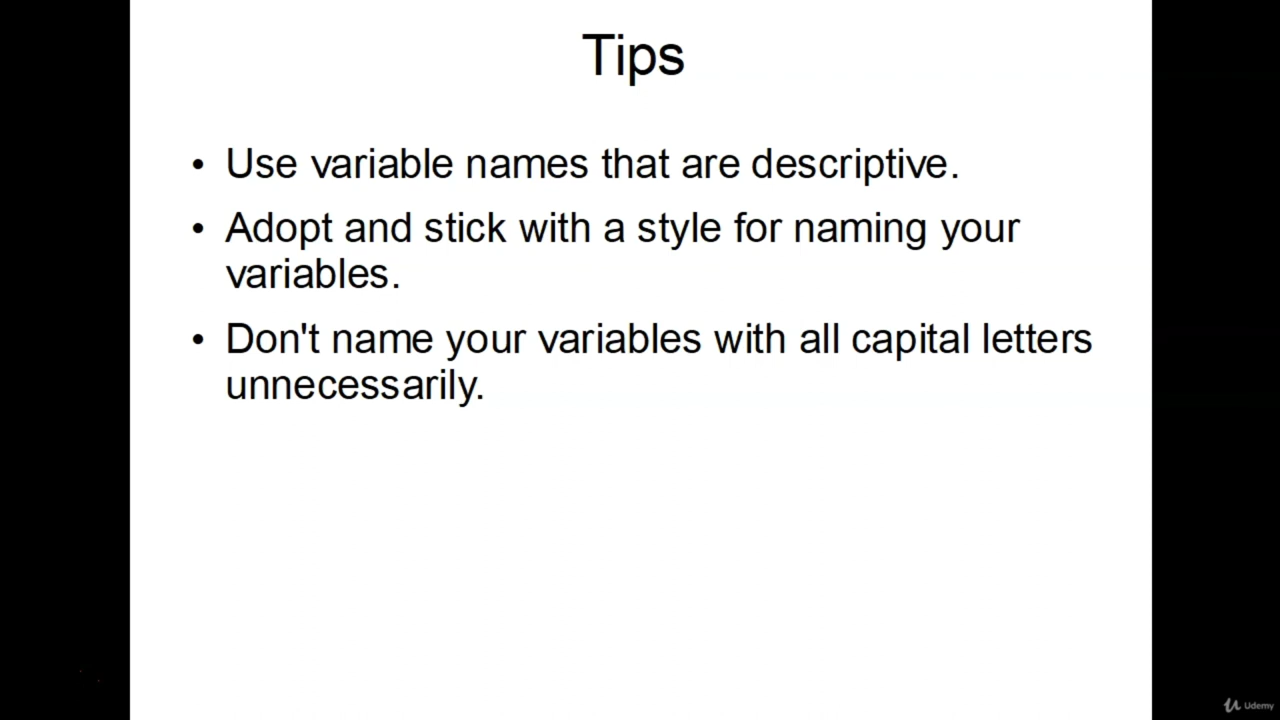 Tips
• Use variable names that are descriptive.
• Adopt and stick with a style for naming your
variables.
• Don't name your variables with all capital letters
unnecessarily.
Udemy